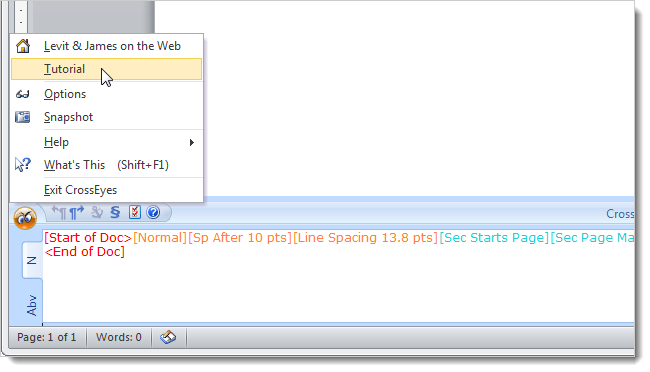 Levit & James on the Web
Tutorial
Options
Snapshot
Help
What's This (Shift+F1)
Exit CrossEyes
Cross
[Start of Doc>[Normal][Sp After 10 pts][Line Spacing 13.8 pts][Sec Starts Page][Sec Page Ma
<End of Doc]
N
Abv
Page: 1 of 1 Words: 0